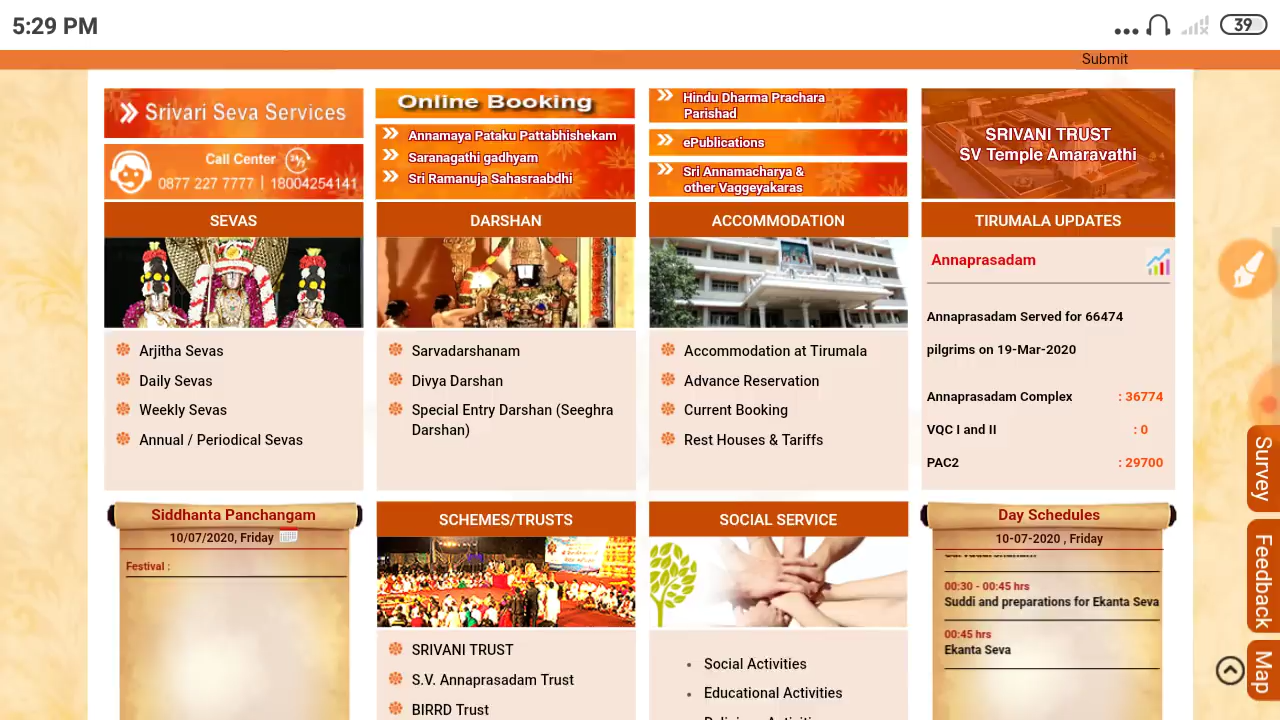 5:29 PM
39
Submit
Srivari Seva Services
Call Center 24/7
0877 227 7777 | 18004254141
Online Booking
Annamaya Pataku Pattabhishekam
Saranagathi gadhyam
Sri Ramanuja Sahasraabdhi
Hindu Dharma Prachara
Parishad
ePublications
Sri Annamacharya &
other Vaggeyakaras
SRIVANI TRUST
SV Temple Amaravathi
SEVAS
Arjitha Sevas
Daily Sevas
Weekly Sevas
Annual / Periodical Sevas
DARSHAN
Sarvadarshanam
Divya Darshan
Special Entry Darshan (Seeghra
Darshan)
ACCOMMODATION
Accommodation at Tirumala
Advance Reservation
Current Booking
Rest Houses & Tariffs
TIRUMALA UPDATES
Annaprasadam
Annaprasadam Served for 66474
pilgrims on 19-Mar-2020
Annaprasadam Complex : 36774
VQC I and II : 0
PAC2 : 29700
Siddhanta Panchangam
10/07/2020, Friday
Festival :
SCHEMES/TRUSTS
SRIVANI TRUST
S.V. Annaprasadam Trust
BIRRD Trust
SOCIAL SERVICE
Social Activities
Educational Activities
Day Schedules
10-07-2020 , Friday
00:30 - 00:45 hrs
Suddi and preparations for Ekanta Seva
00:45 hrs
Ekanta Seva
Survey
Feedback
Map